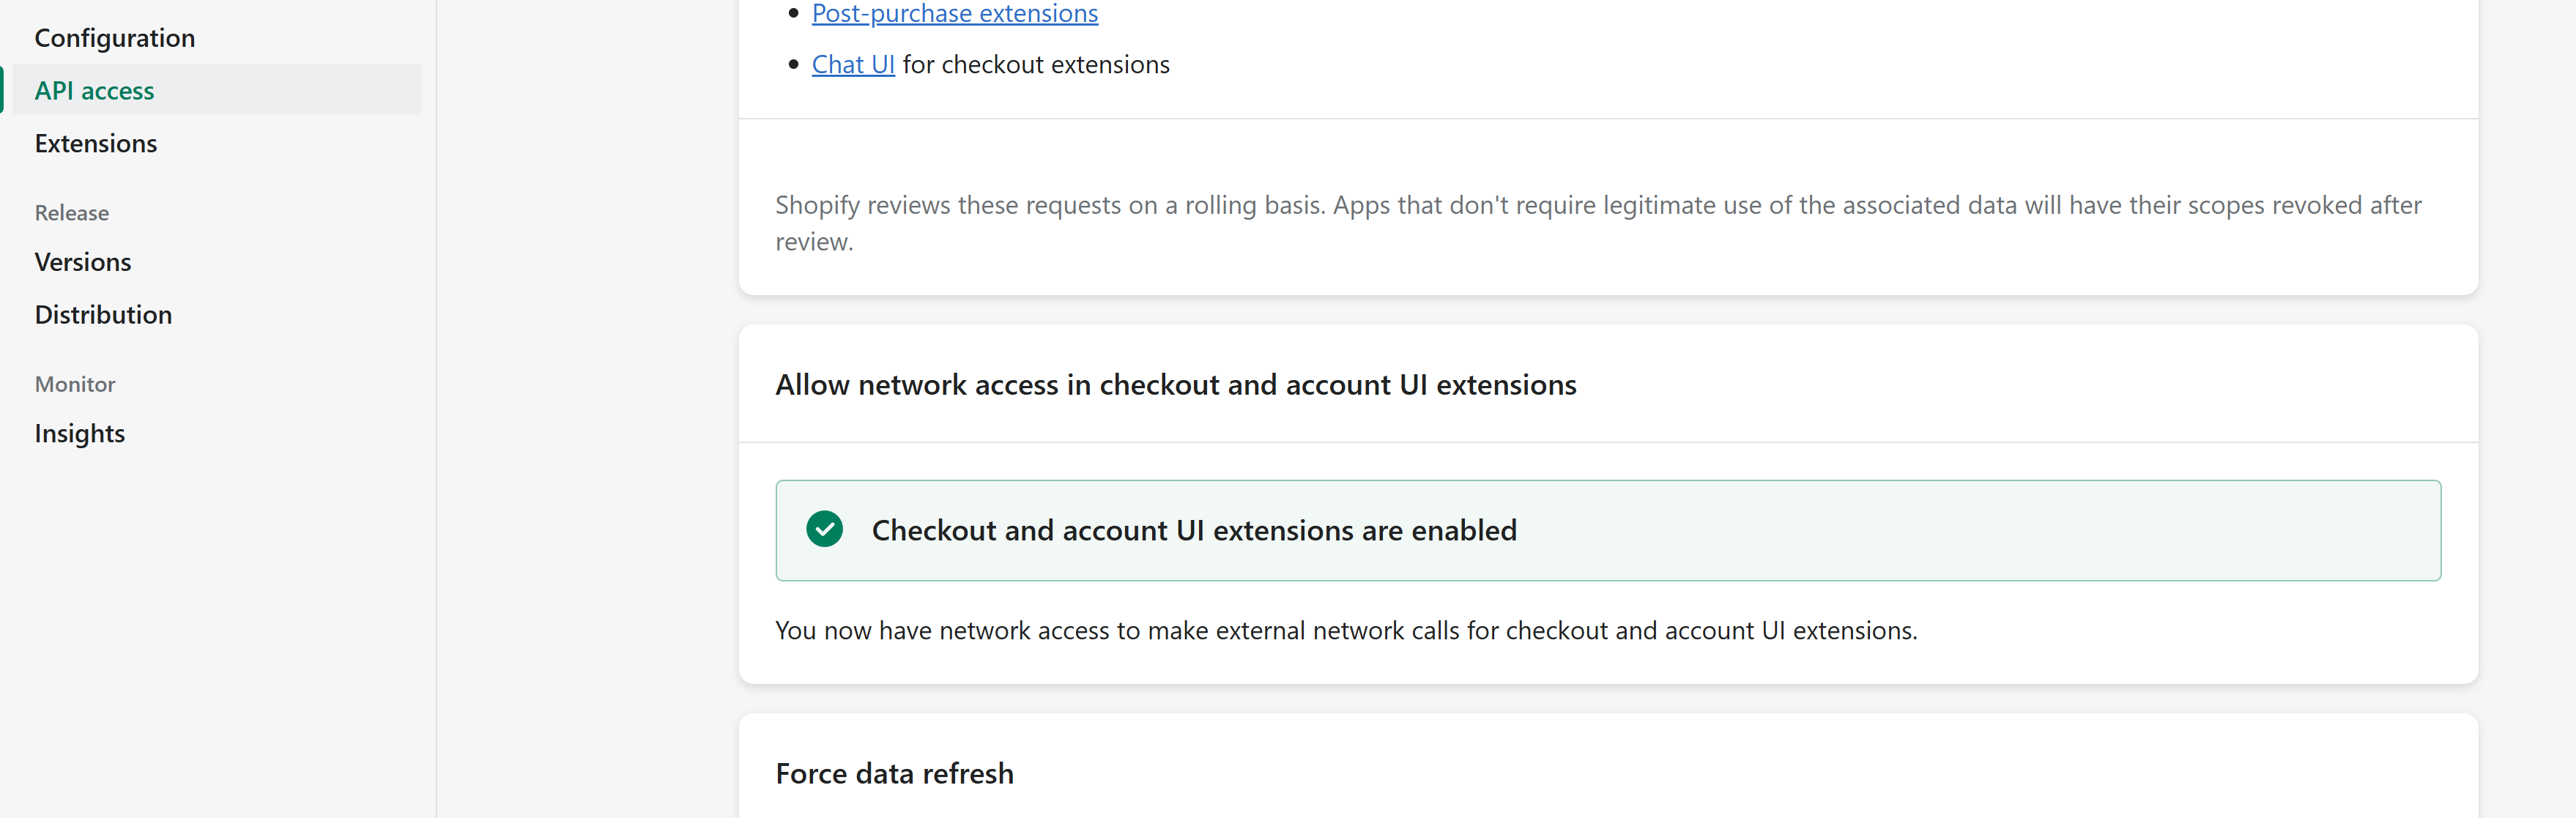 Configuration
API access
Extensions
Release
Versions
Distribution
Monitor
Insights
Post-purchase extensions
Chat UI for checkout extensions
Shopify reviews these requests on a rolling basis. Apps that don't require legitimate use of the associated data will have their scopes revoked after
review.
Allow network access in checkout and account UI extensions
Checkout and account UI extensions are enabled
You now have network access to make external network calls for checkout and account UI extensions.
Force data refresh